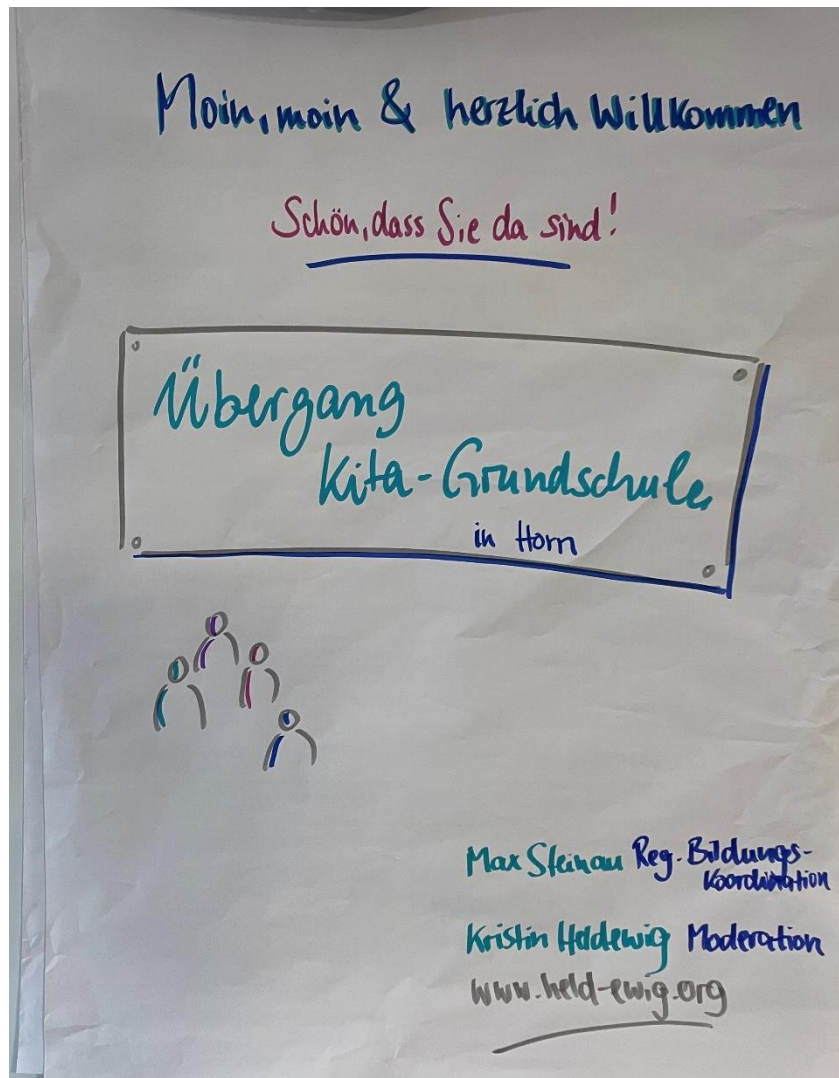 Moin, moin & herzlich Willkommen
Schön, dass Sie da sind!
Übergang
Kita-Grundschule
in Horn
Max Steinau Reg. Bildungs-
Koordination
Kristin Heldewig Moderation
www.held-ewig.org